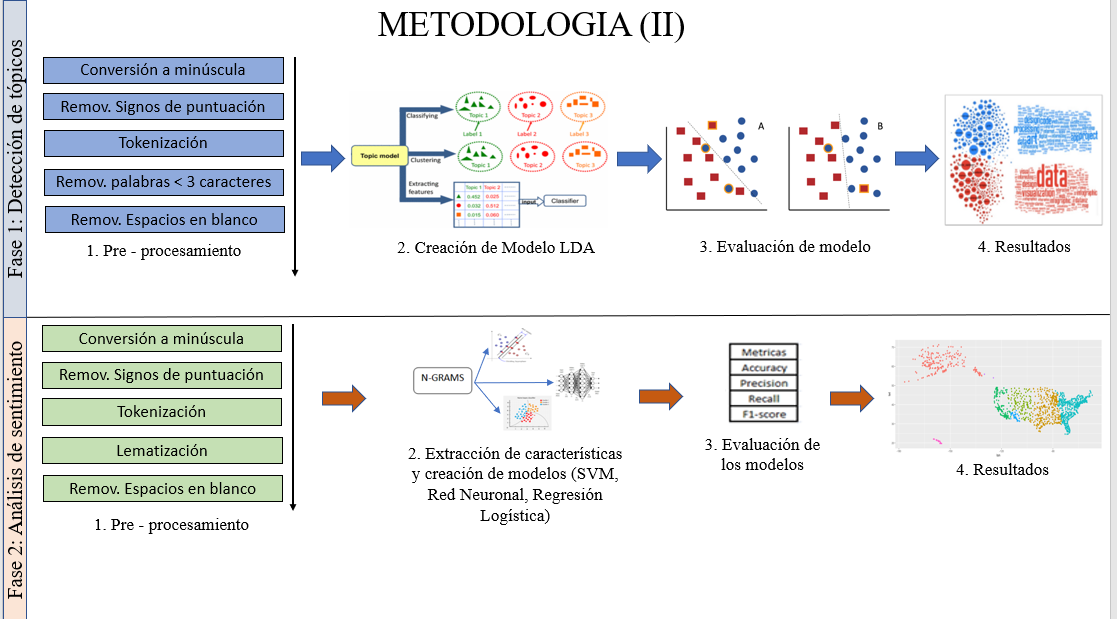 METODOLOGIA (II)
Fase 1: Detección de tópicos
Conversión a minúscula
Remov. Signos de puntuación
Tokenización
Remov. palabras < 3 caracteres
Remov. Espacios en blanco
1. Pre - procesamiento
Topic model
Classifying
Clustering
Extracting
features
Topic 1
Topic 2
Topic 3
Label 1
Label 2
Label 3
Topic 1
Topic 2
Topic 3
Topic 1 Topic 2
0.452 0.025
0.032 0.512
0.015 0.060
input
Classifier
2. Creación de Modelo LDA
A
B
3. Evaluación de modelo
data
4. Resultados
Fase 2: Análisis de sentimiento
Conversión a minúscula
Remov. Signos de puntuación
Tokenización
Lematización
Remov. Espacios en blanco
1. Pre - procesamiento
N-GRAMS
2. Extracción de características
y creación de modelos (SVM,
Red Neuronal, Regresión
Logística)
Metricas
Accuracy
Precision
Recall
F1-score
3. Evaluación de
los modelos
4. Resultados